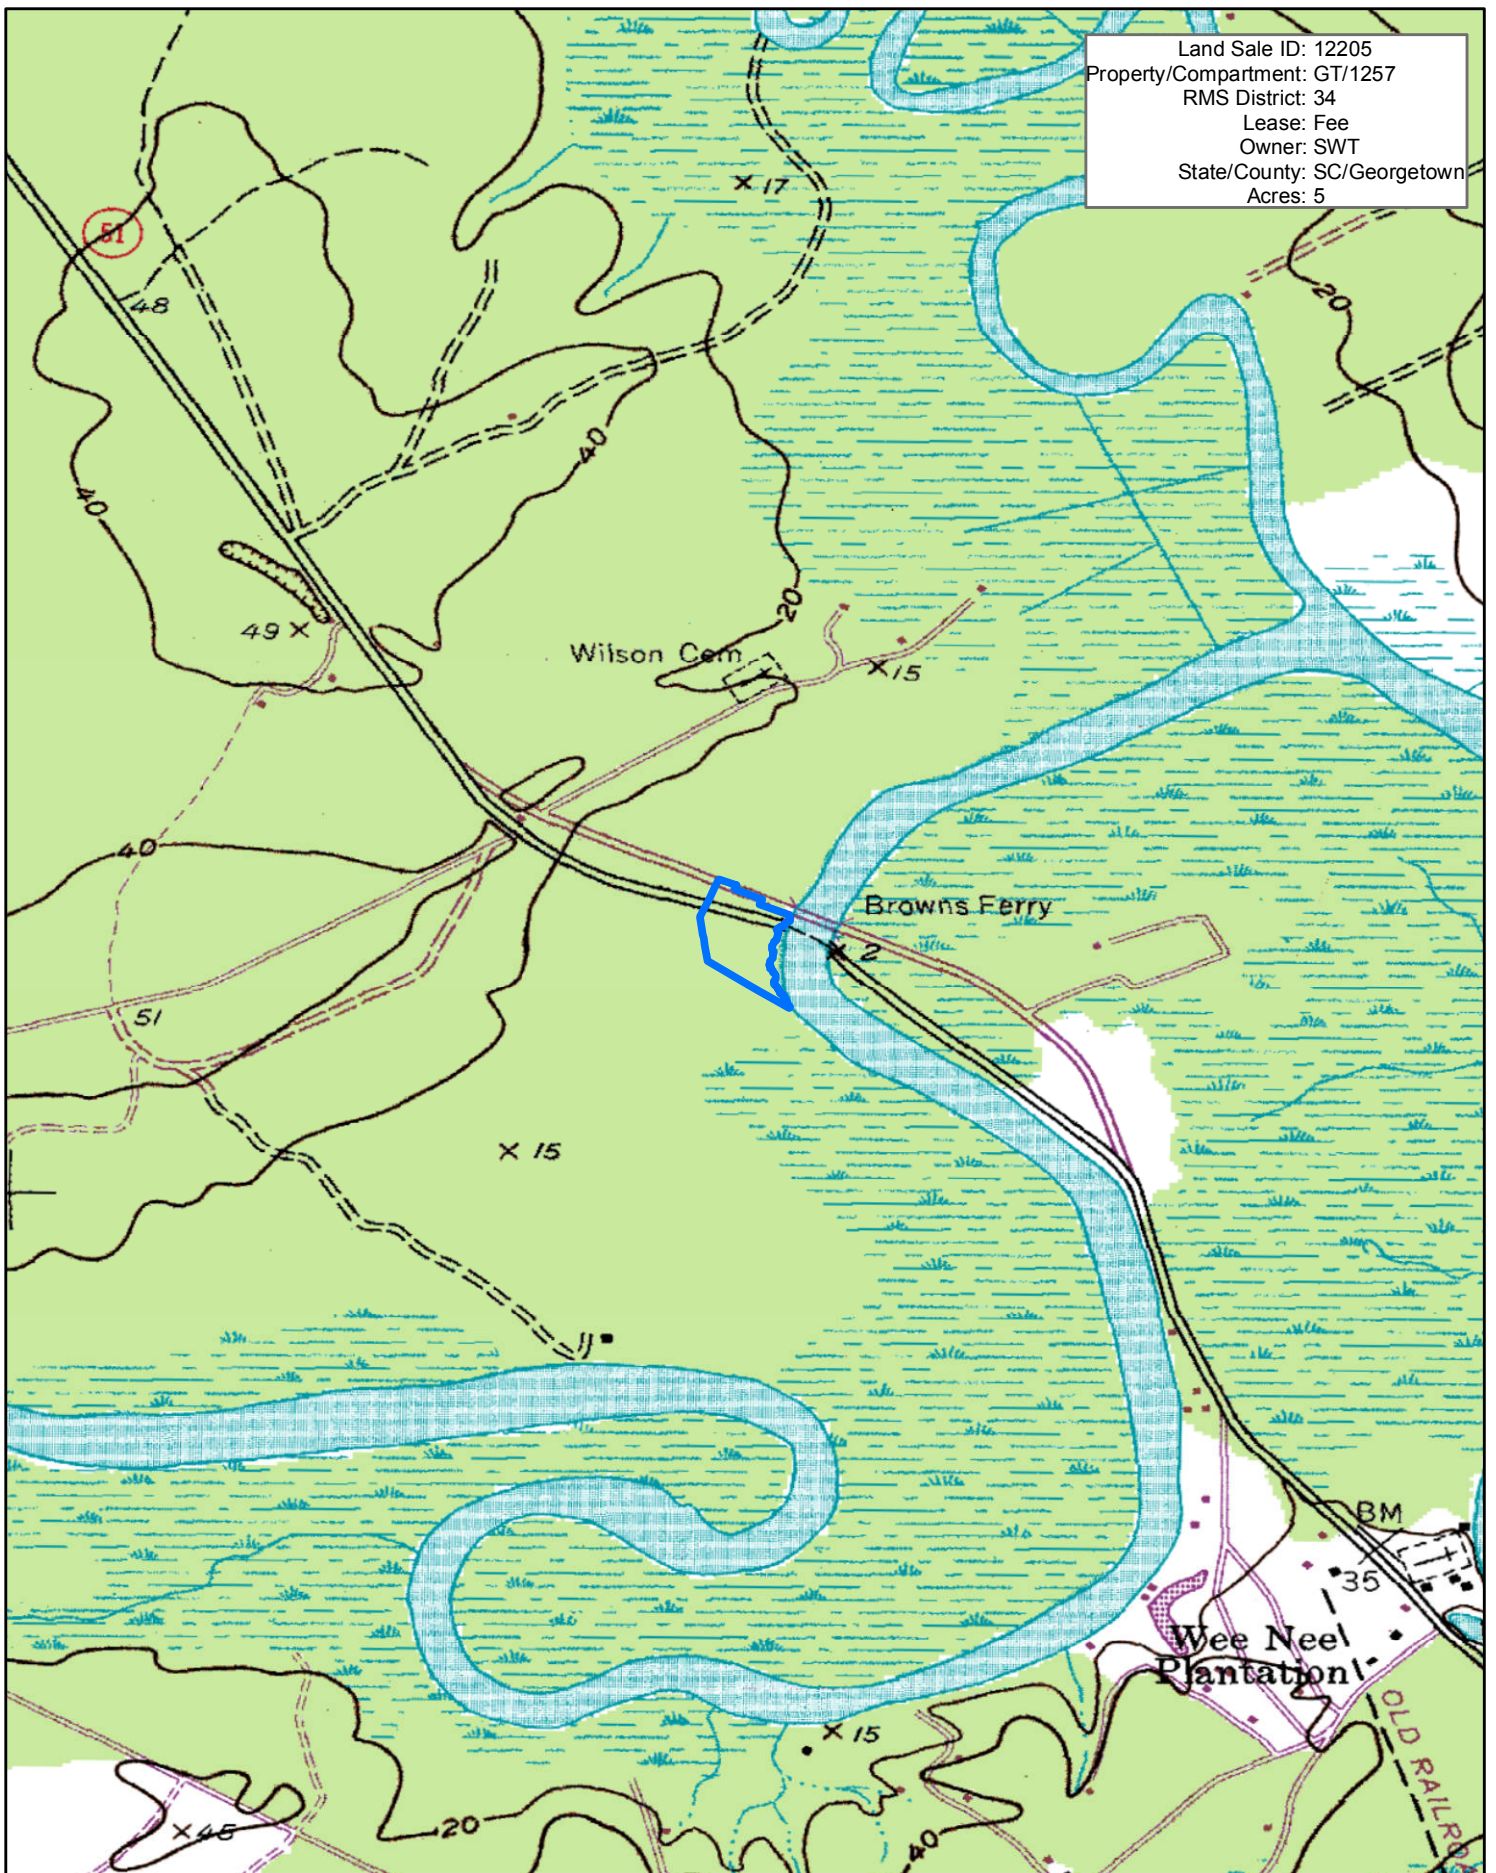 Land Sale ID: 12205
Property/Compartment: GT/1257
RMS District: 34
Lease: Fee
Owner: SWT
State/County: SC/Georgetown
Acres: 5
17
51
48
20
40
40
20
49
Wilson Cem
15
40
Browns Ferry
2
51
15
BM
35
Wee Nee
Plantation
OLD RAILRO
15
45
20
40